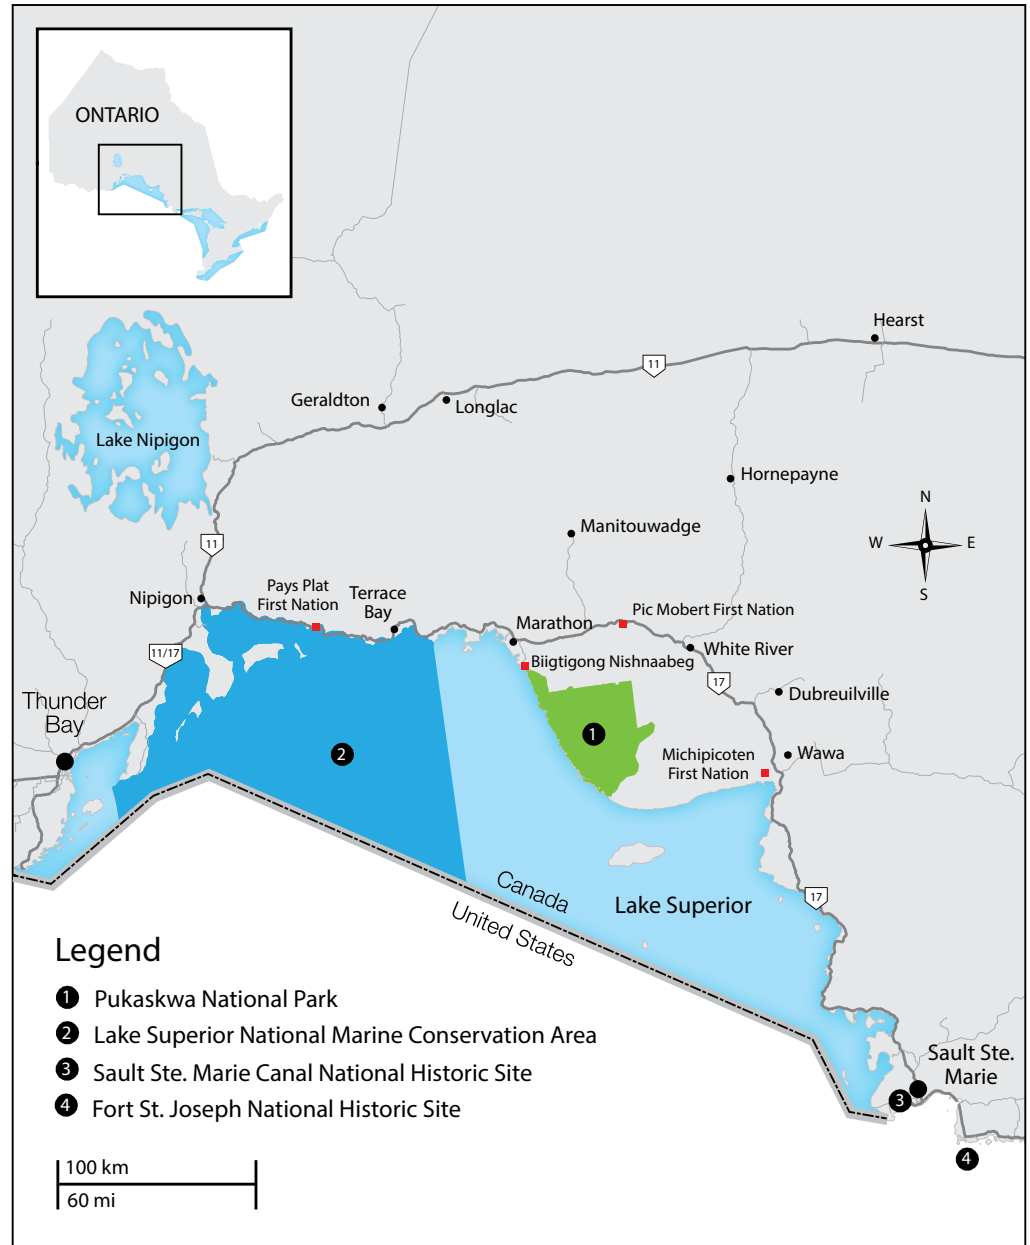 ONTARIO
Hearst
11
Geraldton
Longlac
Lake Nipigon
Hornepayne
N
W
E
S
Manitouwadge
11
Nipigon
Pays Plat
First Nation
Terrace
Bay
Marathon
Pic Mobert First Nation
White River
Biigtigong Nishnaabeg
11/17
17
Dubreuilville
Thunder
Bay
1
2
Michipicoten
First Nation
Wawa
Canada
United States
Lake Superior
17
Legend
1 Pukaskwa National Park
2 Lake Superior National Marine Conservation Area
3 Sault Ste. Marie Canal National Historic Site
4 Fort St. Joseph National Historic Site
Sault Ste.
Marie
3
4
100 km
60 mi